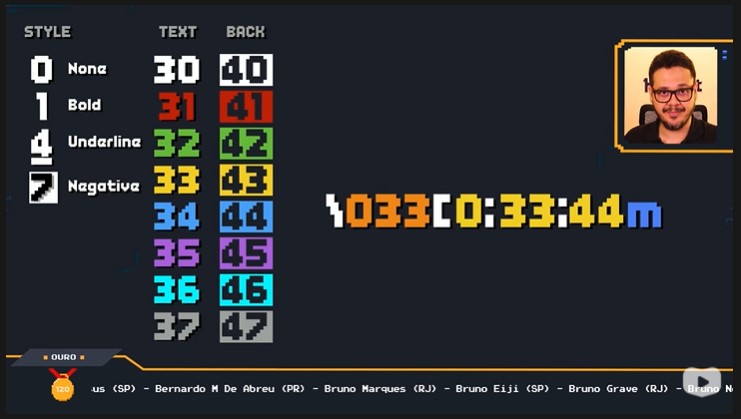 STYLE TEXT BACK
0 None 30 40
1 Bold 31 41
4 Underline 32 42
7 Negative 33 43
34 44
35 45
36 46
37 47
\033[0;33;44m
OURO
120
us (SP) - Bernardo M De Abreu (PR) - Bruno Marques (RJ) - Bruno Eiji (SP) - Bruno Grave (RJ) - Bruno